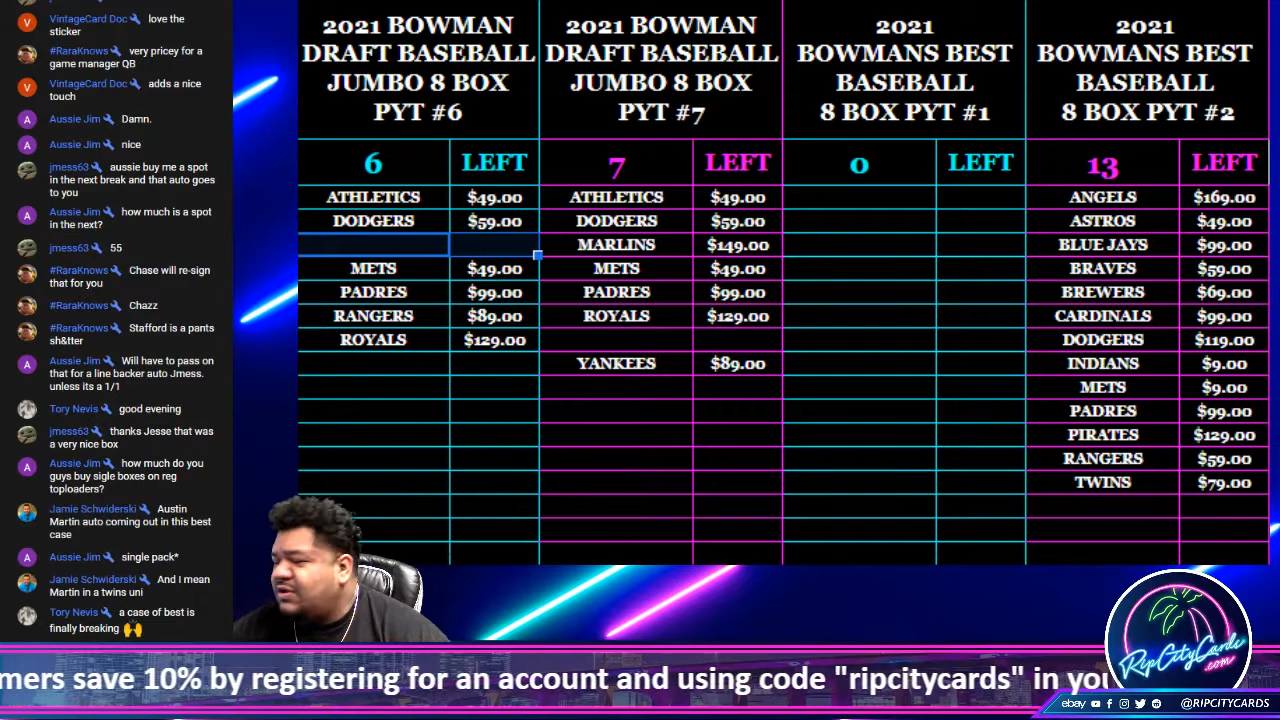 VintageCard Doc love the
sticker
#RaraKnows very pricey for a
game manager QB
VintageCard Doc adds a nice
touch
Aussie Jim Damn.
Aussie Jim nice
jmess63 aussie buy me a spot
in the next break and that auto goes
to you
Aussie Jim how much is a spot
in the next?
jmess63 55
#RaraKnows Chase will re-sign
that for you
#RaraKnows Chazz
#RaraKnows Stafford is a pants
sh&tter
Aussie Jim Will have to pass on
that for a line backer auto Jmess.
unless its a 1/1
Tory Nevis good evening
jmess63 thanks Jesse that was
a very nice box
Aussie Jim how much do you
guys buy sigle boxes on reg
toploaders?
Jamie Schwiderski Austin
Martin auto coming out in this best
case
Aussie Jim single pack*
Jamie Schwiderski And I mean
Martin in a twins uni
Tory Nevis a case of best is
finally breaking 🙌
2021 BOWMAN
DRAFT BASEBALL
JUMBO 8 BOX
PYT #6
6 LEFT
ATHLETICS $49.00
DODGERS $59.00
METS $49.00
PADRES $99.00
RANGERS $89.00
ROYALS $129.00
2021 BOWMAN
DRAFT BASEBALL
JUMBO 8 BOX
PYT #7
7 LEFT
ATHLETICS $49.00
DODGERS $59.00
MARLINS $149.00
METS $49.00
PADRES $99.00
ROYALS $129.00
YANKEES $89.00
2021
BOWMANS BEST
BASEBALL
8 BOX PYT #1
0 LEFT
2021
BOWMANS BEST
BASEBALL
8 BOX PYT #2
13 LEFT
ANGELS $169.00
ASTROS $49.00
BLUE JAYS $99.00
BRAVES $59.00
BREWERS $69.00
CARDINALS $99.00
DODGERS $119.00
INDIANS $9.00
METS $9.00
PADRES $99.00
PIRATES $129.00
RANGERS $59.00
TWINS $79.00
mers save 10% by registering for an account and using code "ripcitycards" in you
RipCityCards
.com
ebay @RIPCITYCARDS